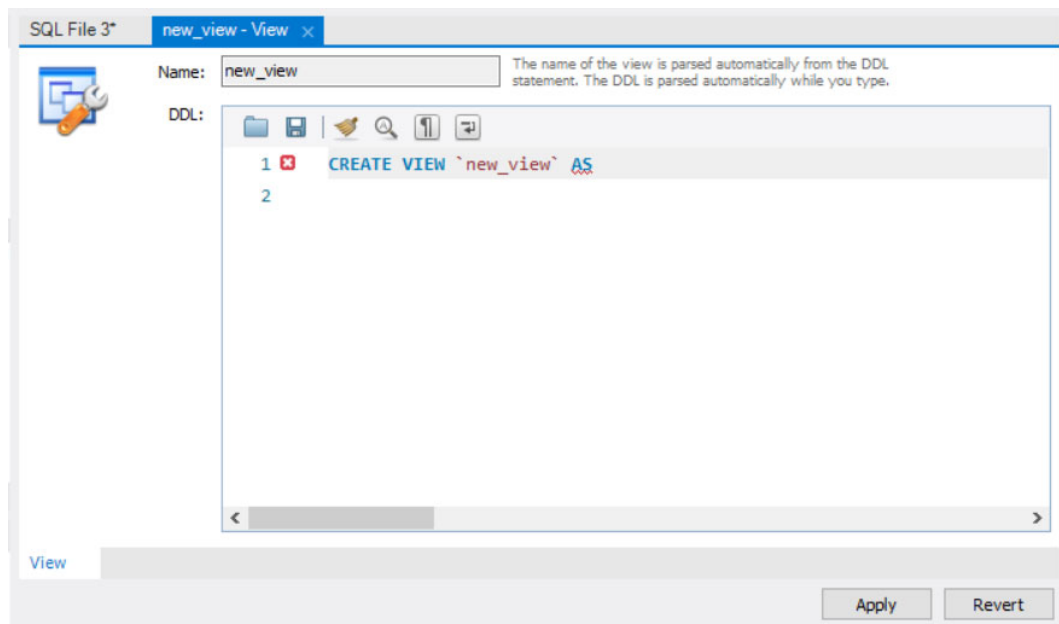 SQL File 3*
new_view - View ×
Name: new_view
The name of the view is parsed automatically from the DDL
statement. The DDL is parsed automatically while you type.
DDL:
1 CREATE VIEW `new_view` AS
2
View
Apply Revert